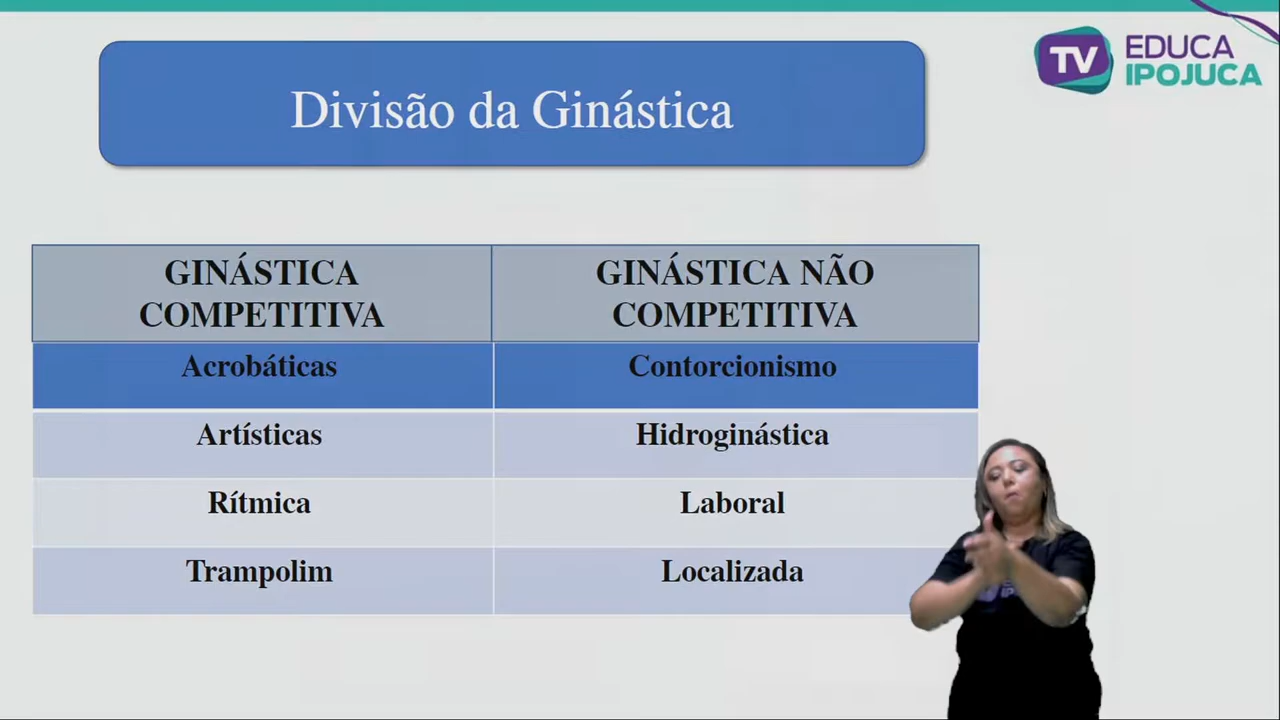 TV EDUCA
IPOJUCA
Divisão da Ginástica
GINÁSTICA
COMPETITIVA
GINÁSTICA NÃO
COMPETITIVA
Acrobáticas
Contorcionismo
Artísticas
Hidroginástica
Rítmica
Laboral
Trampolim
Localizada